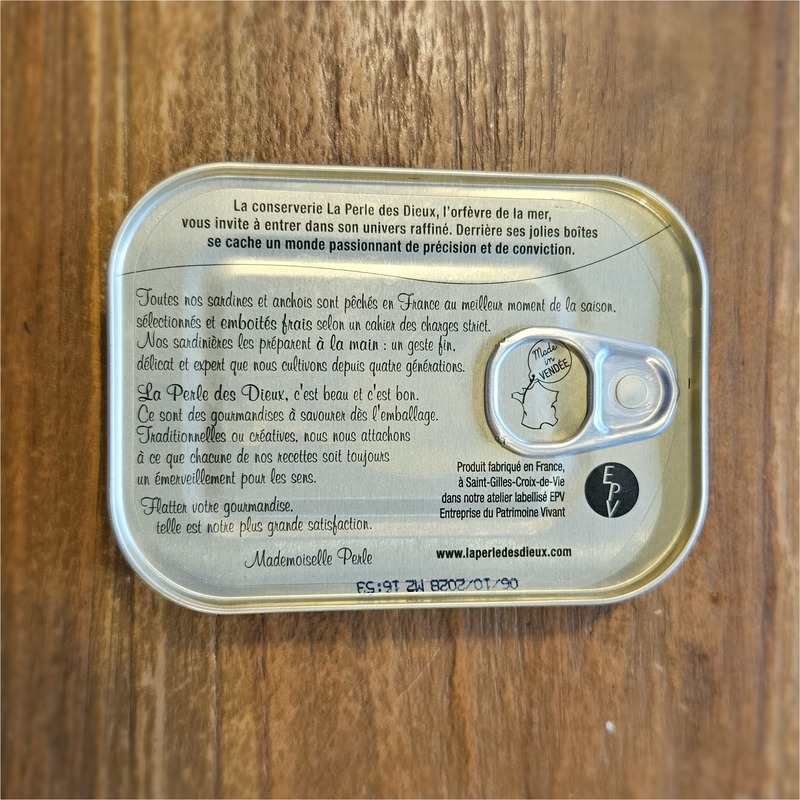 La conserverie La Perle des Dieux, l'orfèvre de la mer,
vous invite à entrer dans son univers raffiné. Derrière ses jolies boîtes
se cache un monde passionnant de précision et de conviction.
Toutes nos sardines et anchois sont pêchés en France au meilleur moment de la saison.
sélectionnés et emboités frais selon un cahier des charges strict.
Nos sardinières les préparent à la main : un geste fin,
délicat et expert que nous cultivons depuis quatre générations.
La Perle des Dieux, c'est beau et c'est bon.
Ce sont des gourmandises à savourer dès l'emballage.
Traditionnelles ou créatives, nous nous attachons
à ce que chacune de nos recettes soit toujours
un émerveillement pour les sens.
Flatter votre gourmandise,
telle est notre plus grande satisfaction.
Mademoiselle Perle
Made
in
VENDÉE
Produit fabriqué en France,
à Saint-Gilles-Croix-de-Vie
dans notre atelier labellisé EPV
Entreprise du Patrimoine Vivant
EPV
www.laperledesdieux.com
06/10/2028 M2 16:53